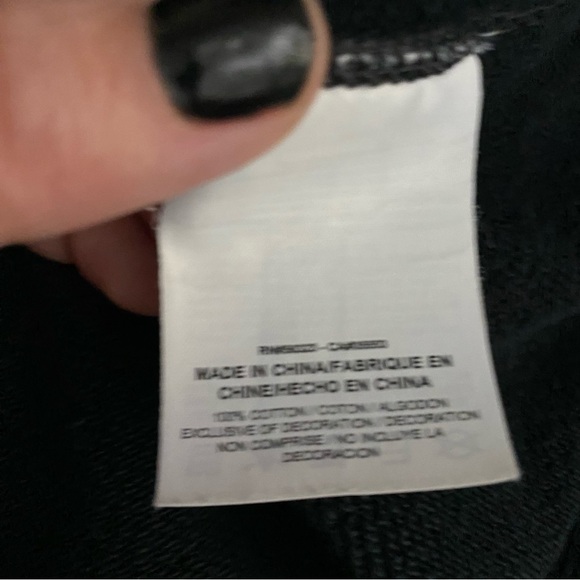 MADE IN CHINA/FABRIQUE EN
CHINE/HECHO EN CHINA
100% COTTON / COTON / ALGODON
EXCLUSIVE OF DECORATION / DECORATION
NON COMPRISE / NO INCLUYE LA
DECORACION